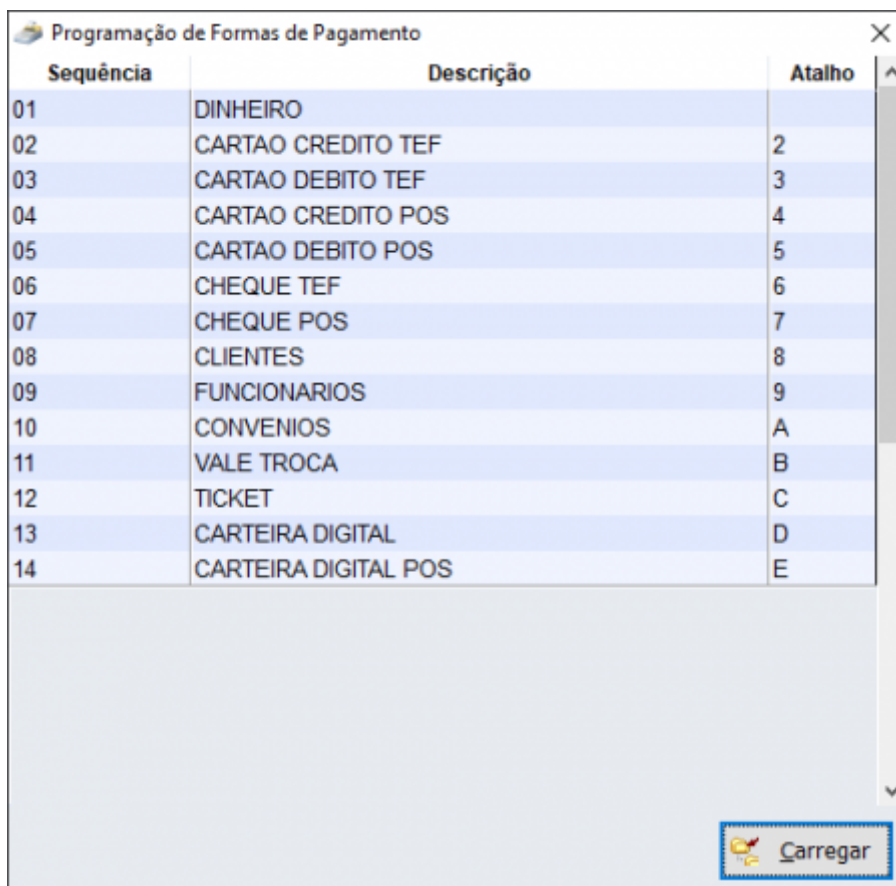 Programação de Formas de Pagamento
Sequência Descrição Atalho
01 DINHEIRO
02 CARTAO CREDITO TEF 2
03 CARTAO DEBITO TEF 3
04 CARTAO CREDITO POS 4
05 CARTAO DEBITO POS 5
06 CHEQUE TEF 6
07 CHEQUE POS 7
08 CLIENTES 8
09 FUNCIONARIOS 9
10 CONVENIOS A
11 VALE TROCA B
12 TICKET C
13 CARTEIRA DIGITAL D
14 CARTEIRA DIGITAL POS E
Carregar